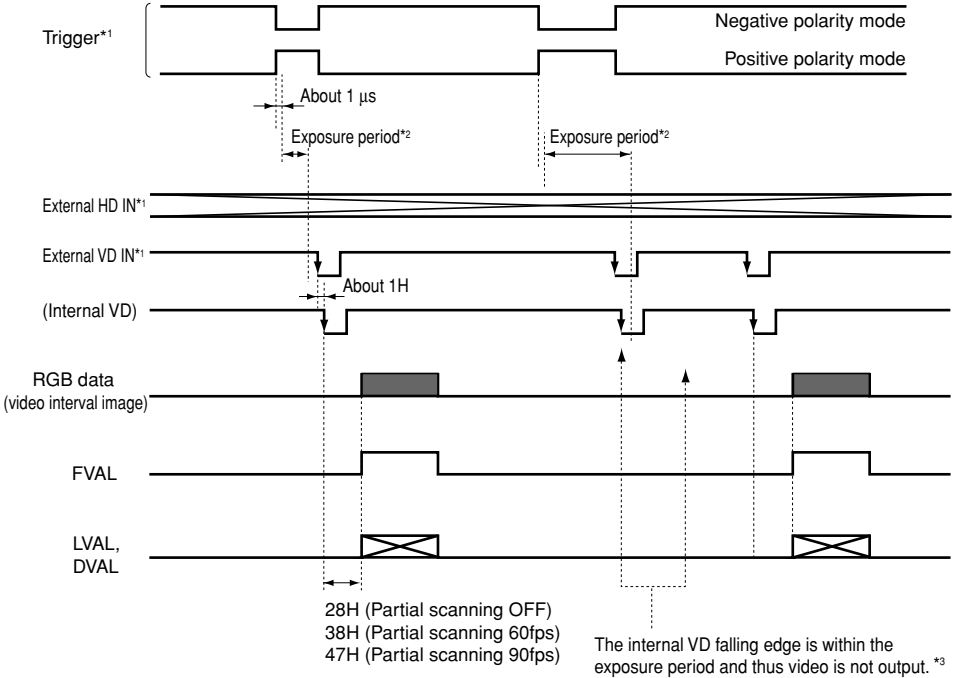 Negative polarity mode
Trigger*1
Positive polarity mode
About 1 µs
Exposure period*2
Exposure period*2
External HD IN*1
External VD IN*1
About 1H
(Internal VD)
RGB data
(video interval image)
FVAL
LVAL,
DVAL
28H (Partial scanning OFF)
38H (Partial scanning 60fps)
47H (Partial scanning 90fps)
The internal VD falling edge is within the
exposure period and thus video is not output. *3